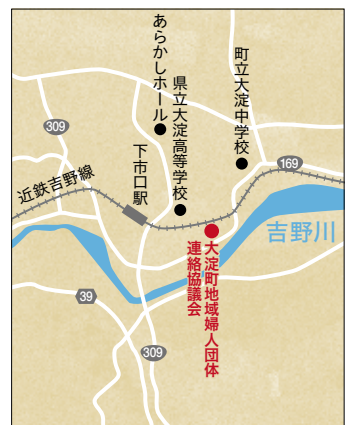 あらかしホール
県立大淀高等学校
町立大淀中学校
309
下市口駅
169
近鉄吉野線
吉野川
大淀町地域婦人団体
連絡協議会
39
309